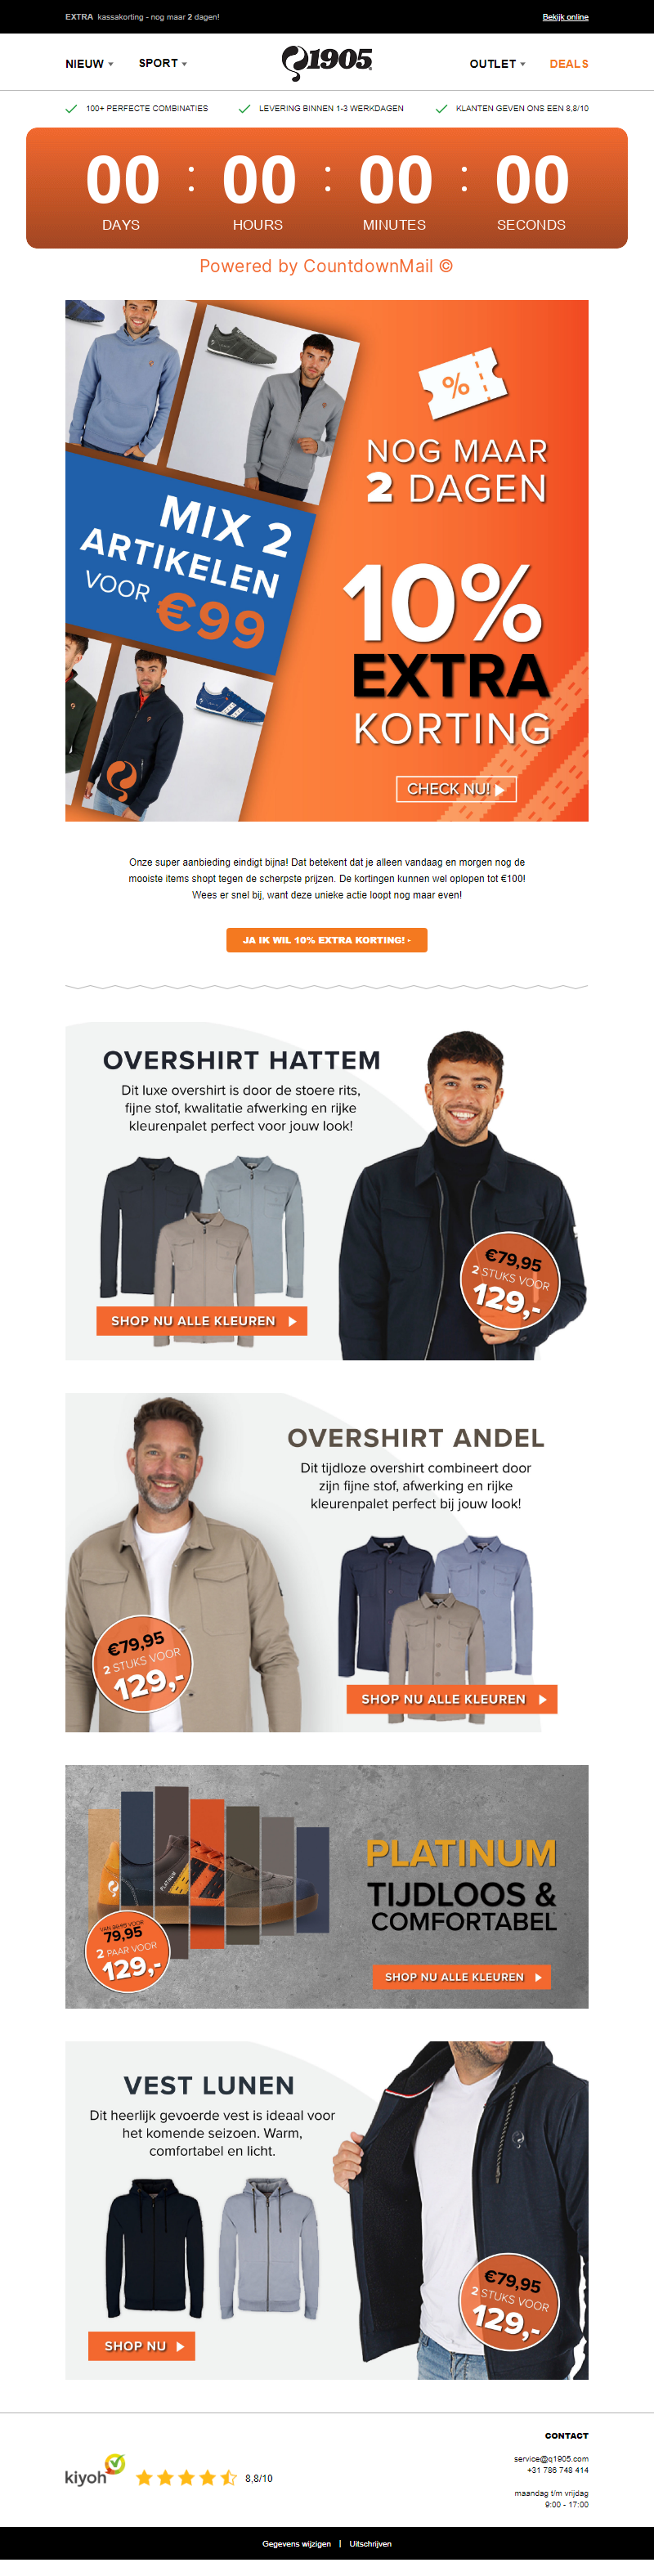 EXTRA kassakorting - nog maar 2 dagen!
Bekijk online
NIEUW
SPORT
1905
OUTLET
DEALS
100+ PERFECTE COMBINATIES
LEVERING BINNEN 1-3 WERKDAGEN
KLANTEN GEVEN ONS EEN 8,8/10
00 : 00 : 00 : 00
DAYS HOURS MINUTES SECONDS
Powered by CountdownMail ©
MIX 2
ARTIKELEN
VOOR €99
%
NOG MAAR
2 DAGEN
10%
EXTRA
KORTING
CHECK NU!
Onze super aanbieding eindigt bijna! Dat betekent dat je alleen vandaag en morgen nog de
mooiste items shopt tegen de scherpste prijzen. De kortingen kunnen wel oplopen tot €100!
Wees er snel bij, want deze unieke actie loopt nog maar even!
JA IK WIL 10% EXTRA KORTING! ›
OVERSHIRT HATTEM
Dit luxe overshirt is door de stoere rits,
fijne stof, kwalitatie afwerking en rijke
kleurenpalet perfect voor jouw look!
SHOP NU ALLE KLEUREN
€79,95
2 STUKS VOOR
129,-
OVERSHIRT ANDEL
Dit tijdloze overshirt combineert door
zijn fijne stof, afwerking en rijke
kleurenpalet perfect bij jouw look!
€79,95
2 STUKS VOOR
129,-
SHOP NU ALLE KLEUREN
PLATINUM
PLATINUM
TIJDLOOS &
COMFORTABEL
VOOR
79,95
2 PAAR VOOR
129,-
SHOP NU ALLE KLEUREN
VEST LUNEN
Dit heerlijk gevoerde vest is ideaal voor
het komende seizoen. Warm,
comfortabel en licht.
SHOP NU
€79,95
2 STUKS VOOR
129,-
CONTACT
service@q1905.com
+31 786 748 414
maandag t/m vrijdag
9:00 - 17:00
kiyoh
8,8/10
Gegevens wijzigen | Uitschrijven